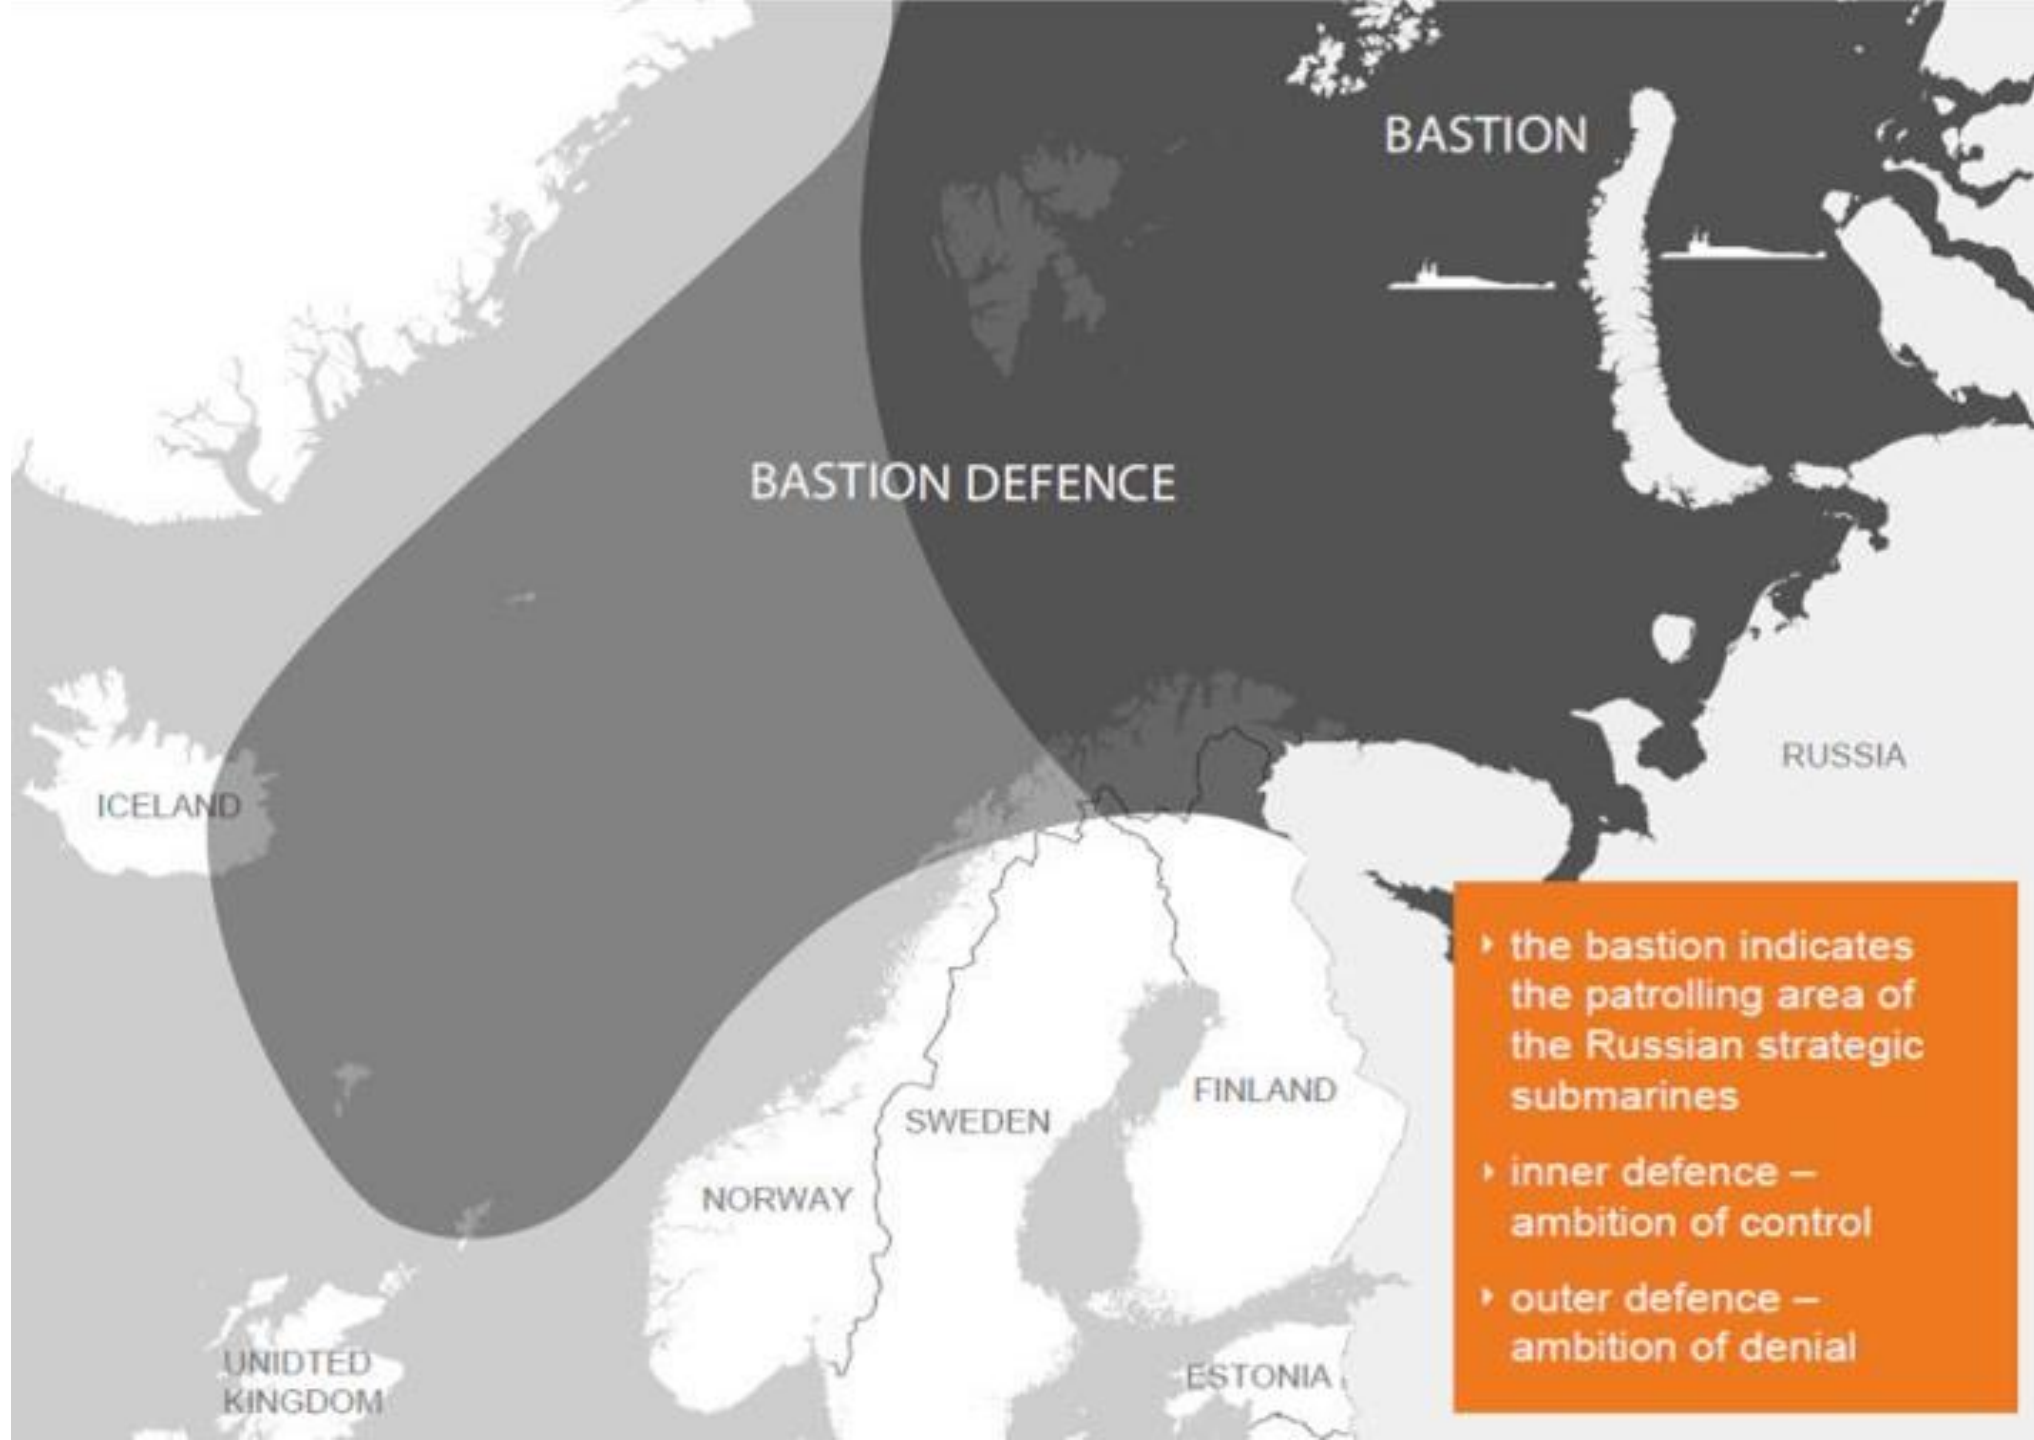 BASTION
BASTION DEFENCE
ICELAND
RUSSIA
FINLAND
SWEDEN
NORWAY
UNIDTED
KINGDOM
ESTONIA
‣ the bastion indicates
the patrolling area of
the Russian strategic
submarines
‣ inner defence –
ambition of control
‣ outer defence –
ambition of denial